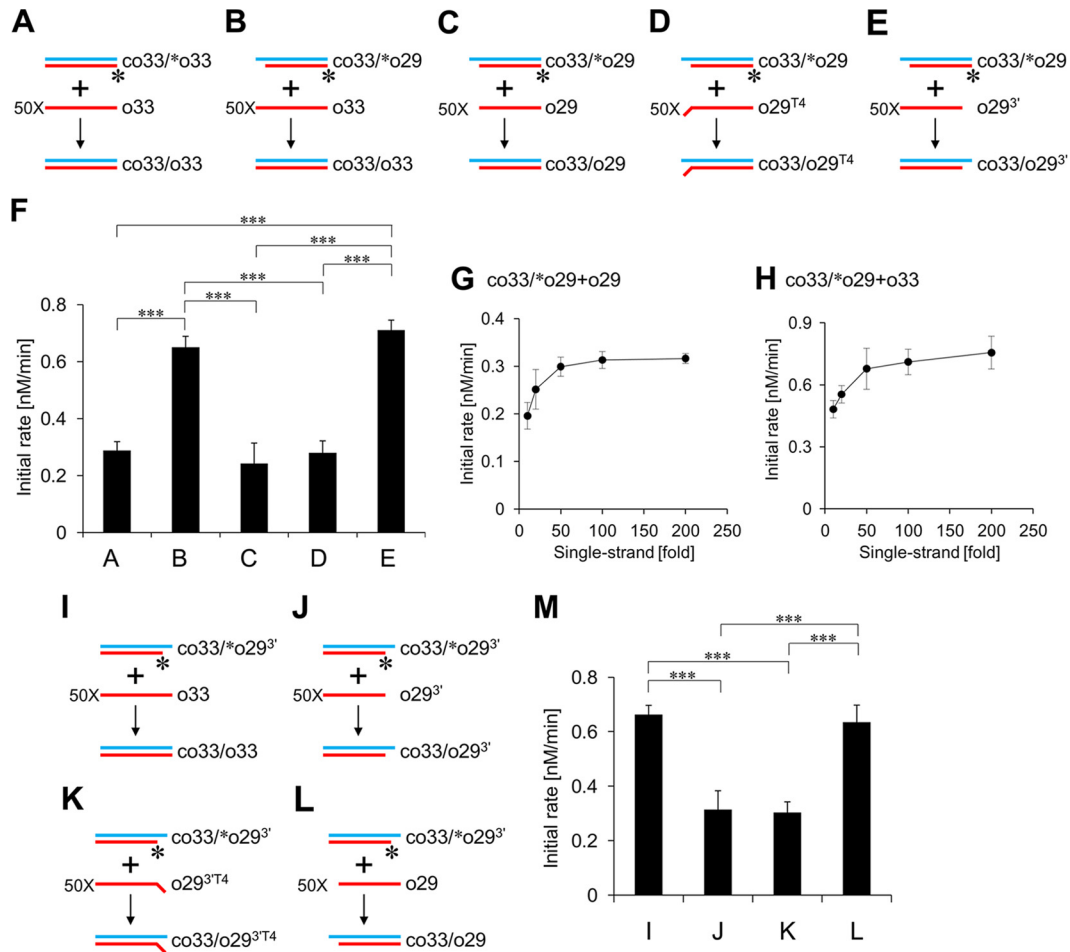 A B C D E
co33/*o33 co33/*o29 co33/*o29 co33/*o29 co33/*o29
* * * * *
+ + + + +
50X o33 50X o33 50X o29 50X o29T4 50X o293'
co33/o33 co33/o33 co33/o29 co33/o29T4 co33/o293'
F
***
***
***
***
***
***
Initial rate [nM/min]
0.8
0.6
0.4
0.2
0
A B C D E
G co33/*o29+o29
Initial rate [nM/min]
0.4
0.3
0.2
0.1
0
0 50 100 150 200 250
Single-strand [fold]
H co33/*o29+o33
Initial rate [nM/min]
0.9
0.6
0.3
0
0 50 100 150 200 250
Single-strand [fold]
I J
co33/*o293' co33/*o293'
* *
+ +
50X o33 50X o293'
co33/o33 co33/o293'
K L
co33/*o293' co33/*o293'
* *
+ +
50X o293'T4 50X o29
co33/o293'T4 co33/o29
M
***
***
***
***
Initial rate [nM/min]
0.8
0.6
0.4
0.2
0
I J K L